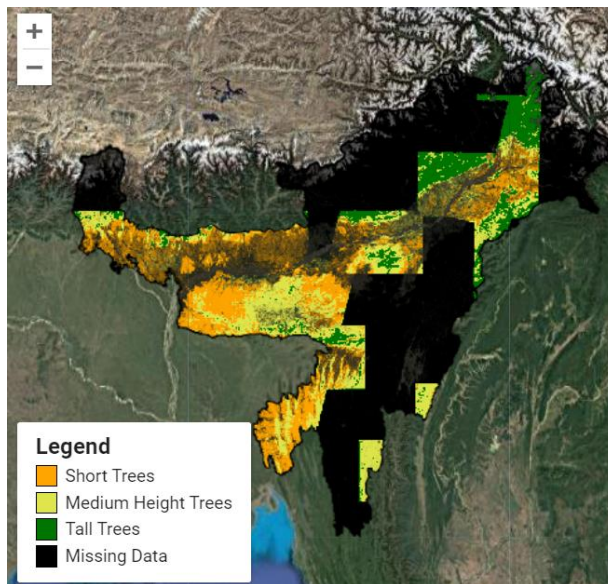 +
−
Legend
Short Trees
Medium Height Trees
Tall Trees
Missing Data